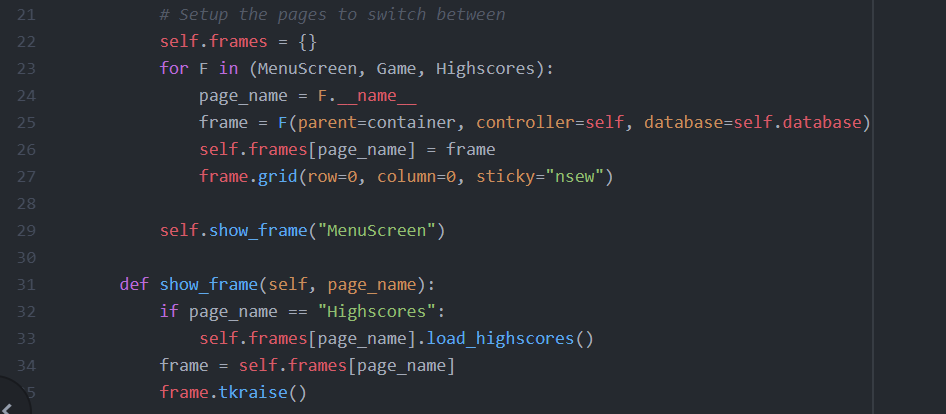 21 # Setup the pages to switch between
22 self.frames = {}
23 for F in (MenuScreen, Game, Highscores):
24 page_name = F.__name__
25 frame = F(parent=container, controller=self, database=self.database)
26 self.frames[page_name] = frame
27 frame.grid(row=0, column=0, sticky="nsew")
28
29 self.show_frame("MenuScreen")
30
31 def show_frame(self, page_name):
32 if page_name == "Highscores":
33 self.frames[page_name].load_highscores()
34 frame = self.frames[page_name]
5 frame.tkraise()